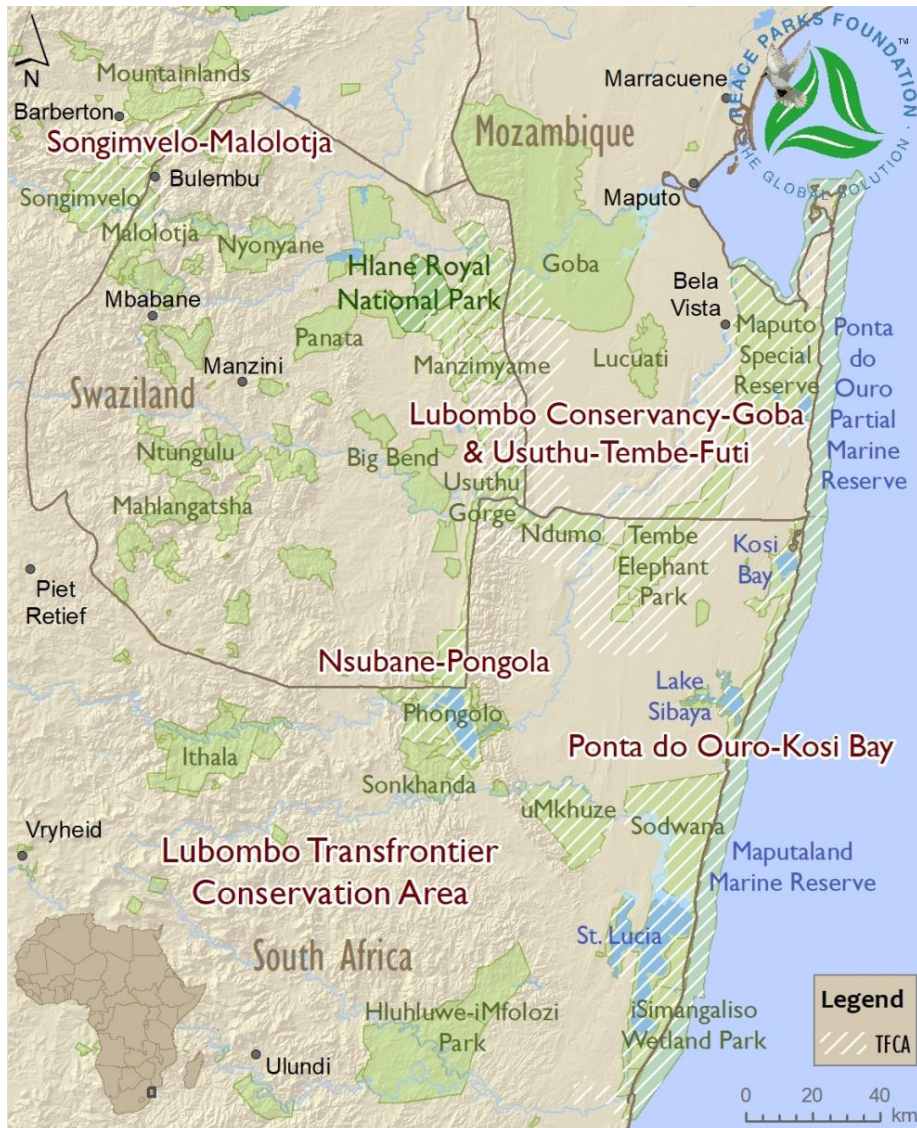 PEACE PARKS FOUNDATION
TM
· THE GLOBAL SOLUTION ·
N
Mountainlands
Marracuene
Barberton
Mozambique
Songimvelo-Malolotja
Bulembu
Maputo
Songimvelo
Malolotja
Nyonyane
Hlane Royal
National Park
Goba
Bela
Vista
Mbabane
Panata
Maputo
Special
Reserve
Ponta
do
Ouro
Partial
Marine
Reserve
Lucuati
Manzini
Manzimyame
Swaziland
Lubombo Conservancy-Goba
& Usuthu-Tembe-Futi
Ntungulu
Big Bend
Usuthu
Gorge
Mahlangatsha
Ndumo
Tembe
Elephant
Park
Kosi
Bay
Piet
Retief
Nsubane-Pongola
Lake
Sibaya
Phongolo
Ponta do Ouro-Kosi Bay
Ithala
Sonkhanda
uMkhuze
Sodwana
Vryheid
Lubombo Transfrontier
Conservation Area
Maputaland
Marine Reserve
St. Lucia
South Africa
Hluhluwe-iMfolozi
Park
iSimangaliso
Wetland Park
Ulundi
Legend
TFCA
0 20 40
km